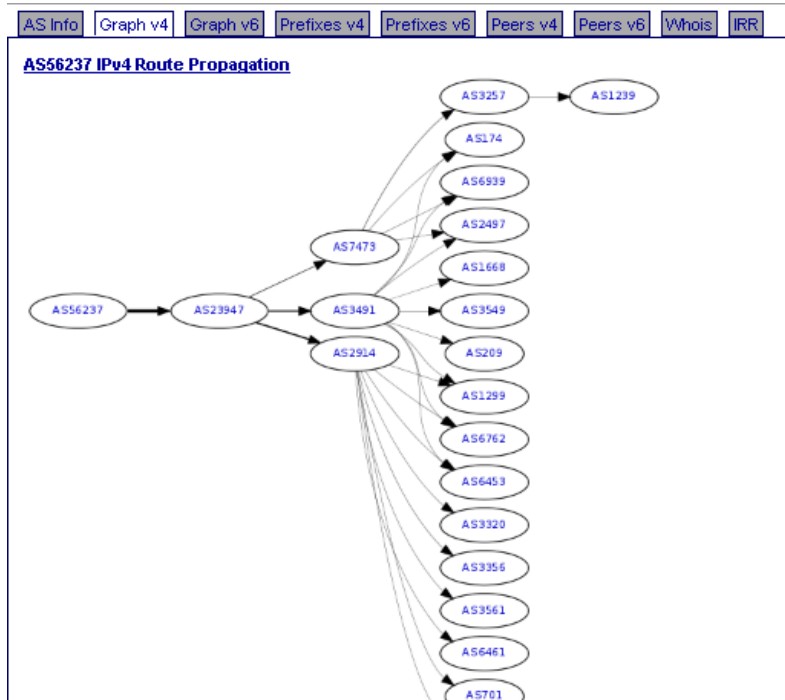 AS Info Graph v4 Graph v6 Prefixes v4 Prefixes v6 Peers v4 Peers v6 Whois IRR
AS56237 IPv4 Route Propagation
AS3257 AS1239
AS174
AS6939
AS2497
AS7473
AS1668
AS56237 AS23947 AS3491 AS3549
AS2914 AS209
AS1299
AS6762
AS6453
AS3320
AS3356
AS3561
AS6461
AS701